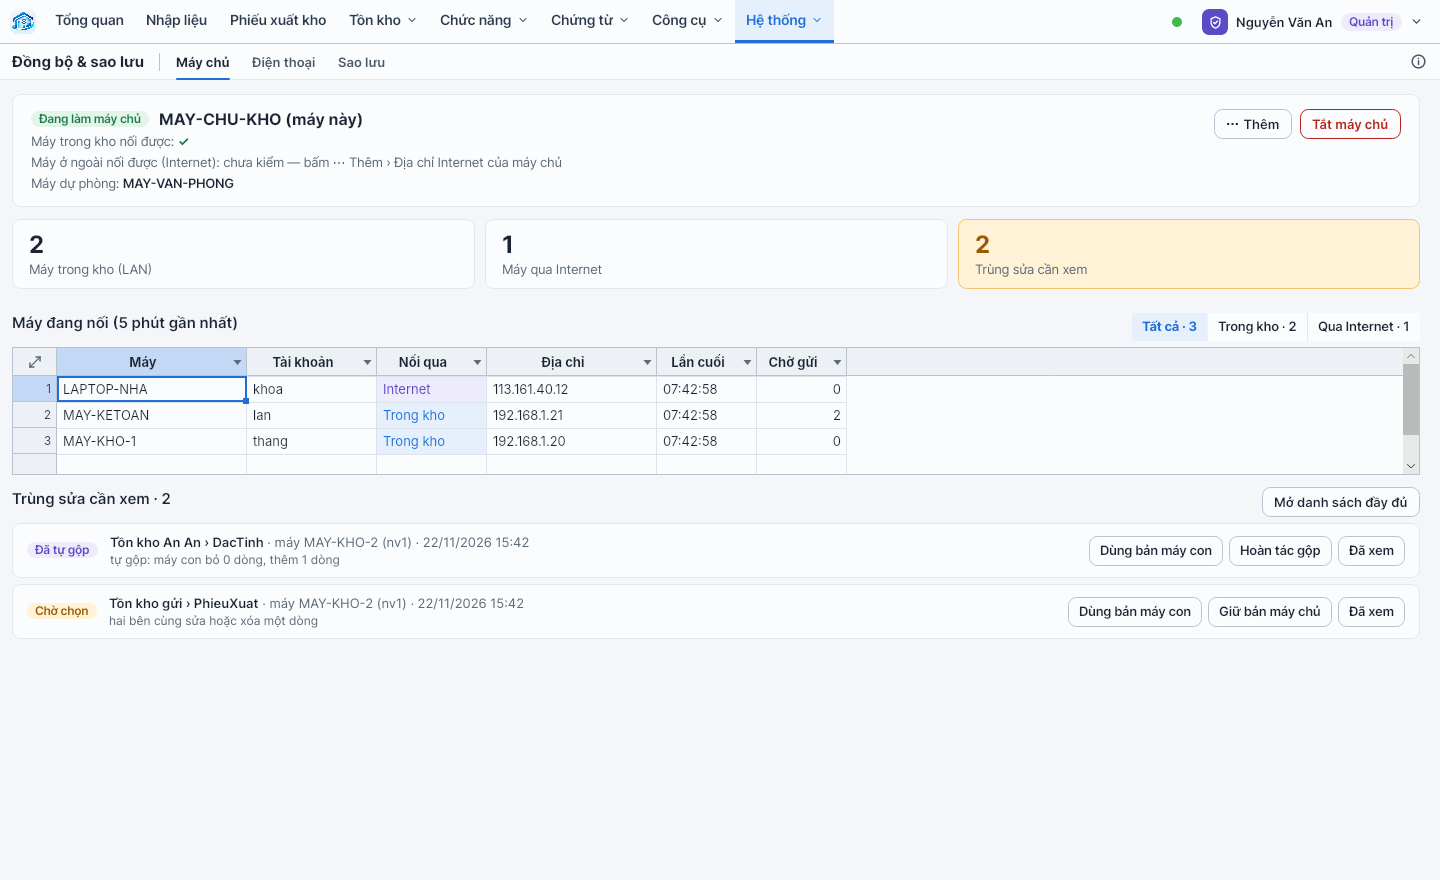 Tổng quan Nhập liệu Phiếu xuất kho Tồn kho Chức năng Chứng từ Công cụ Hệ thống Nguyễn Văn An Quản trị
Đồng bộ & sao lưu Máy chủ Điện thoại Sao lưu
Đang làm máy chủ MAY-CHU-KHO (máy này) ··· Thêm Tắt máy chủ
Máy trong kho nối được: ✓
Máy ở ngoài nối được (Internet): chưa kiểm — bấm ··· Thêm › Địa chỉ Internet của máy chủ
Máy dự phòng: MAY-VAN-PHONG
2 1 2
Máy trong kho (LAN) Máy qua Internet Trùng sửa cần xem
Máy đang nối (5 phút gần nhất) Tất cả · 3 Trong kho · 2 Qua Internet · 1
Máy Tài khoản Nối qua Địa chỉ Lần cuối Chờ gửi
1 LAPTOP-NHA khoa Internet 113.161.40.12 07:42:58 0
2 MAY-KETOAN lan Trong kho 192.168.1.21 07:42:58 2
3 MAY-KHO-1 thang Trong kho 192.168.1.20 07:42:58 0
Trùng sửa cần xem · 2 Mở danh sách đầy đủ
Đã tự gộp Tồn kho An An › DacTinh · máy MAY-KHO-2 (nv1) · 22/11/2026 15:42 Dùng bản máy con Hoàn tác gộp Đã xem
tự gộp: máy con bỏ 0 dòng, thêm 1 dòng
Chờ chọn Tồn kho gửi › PhieuXuat · máy MAY-KHO-2 (nv1) · 22/11/2026 15:42 Dùng bản máy con Giữ bản máy chủ Đã xem
hai bên cùng sửa hoặc xóa một dòng